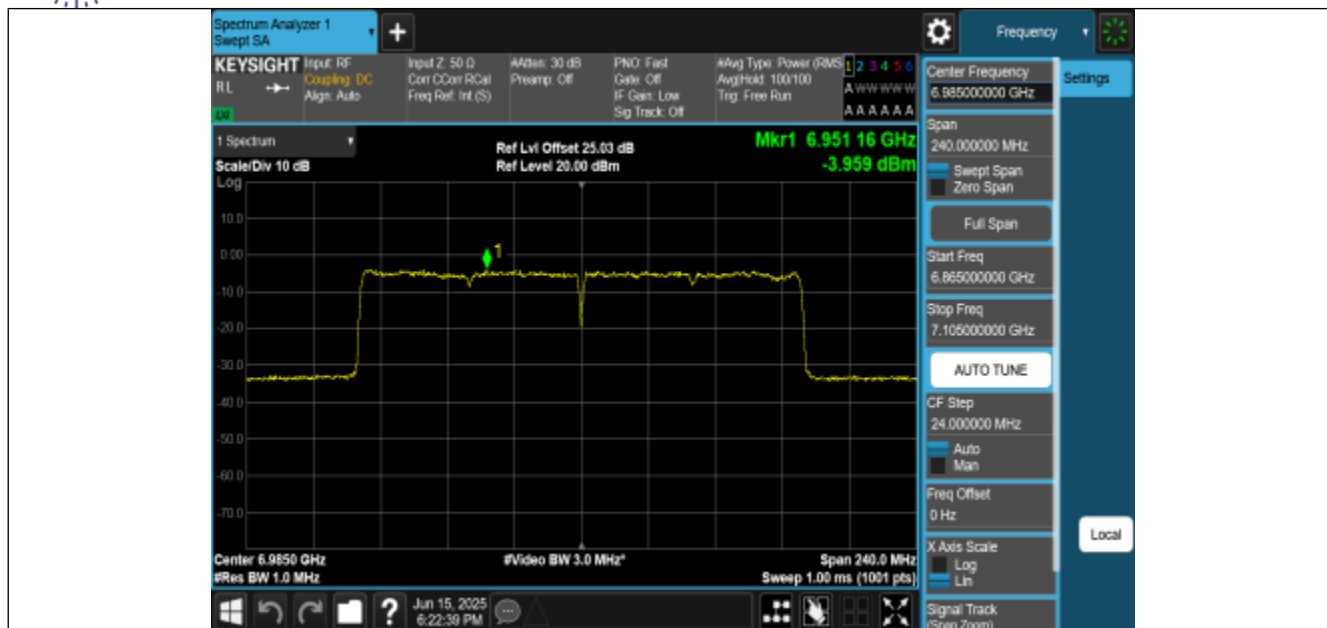 Spectrum Analyzer 1
Swept SA
+
Frequency
KEYSIGHT
RL
Input: RF
Coupling: DC
Align: Auto
Input Z: 50 Ω
Corr CCorr RCal
Freq Ref: Int (S)
#Atten: 30 dB
Preamp: Off
PNO: Fast
Gate: Off
IF Gain: Low
Sig Track: Off
#Avg Type: Power (RMS
Avg|Hold: 100/100
Trig: Free Run
1 2 3 4 5 6
A W W W W W
A A A A A A
1 Spectrum
Scale/Div 10 dB
Ref Lvl Offset 25.03 dB
Ref Level 20.00 dBm
Mkr1 6.951 16 GHz
-3.959 dBm
Log
10.0
0.00
-10.0
-20.0
-30.0
-40.0
-50.0
-60.0
-70.0
1
Center 6.9850 GHz
#Res BW 1.0 MHz
#Video BW 3.0 MHz*
Span 240.0 MHz
Sweep 1.00 ms (1001 pts)
Center Frequency
6.985000000 GHz
Settings
Span
240.000000 MHz
Swept Span
Zero Span
Full Span
Start Freq
6.865000000 GHz
Stop Freq
7.105000000 GHz
AUTO TUNE
CF Step
24.000000 MHz
Auto
Man
Freq Offset
0 Hz
X Axis Scale
Log
Lin
Signal Track
(Span Zoom)
Local
?
Jun 15, 2025
6:22:39 PM